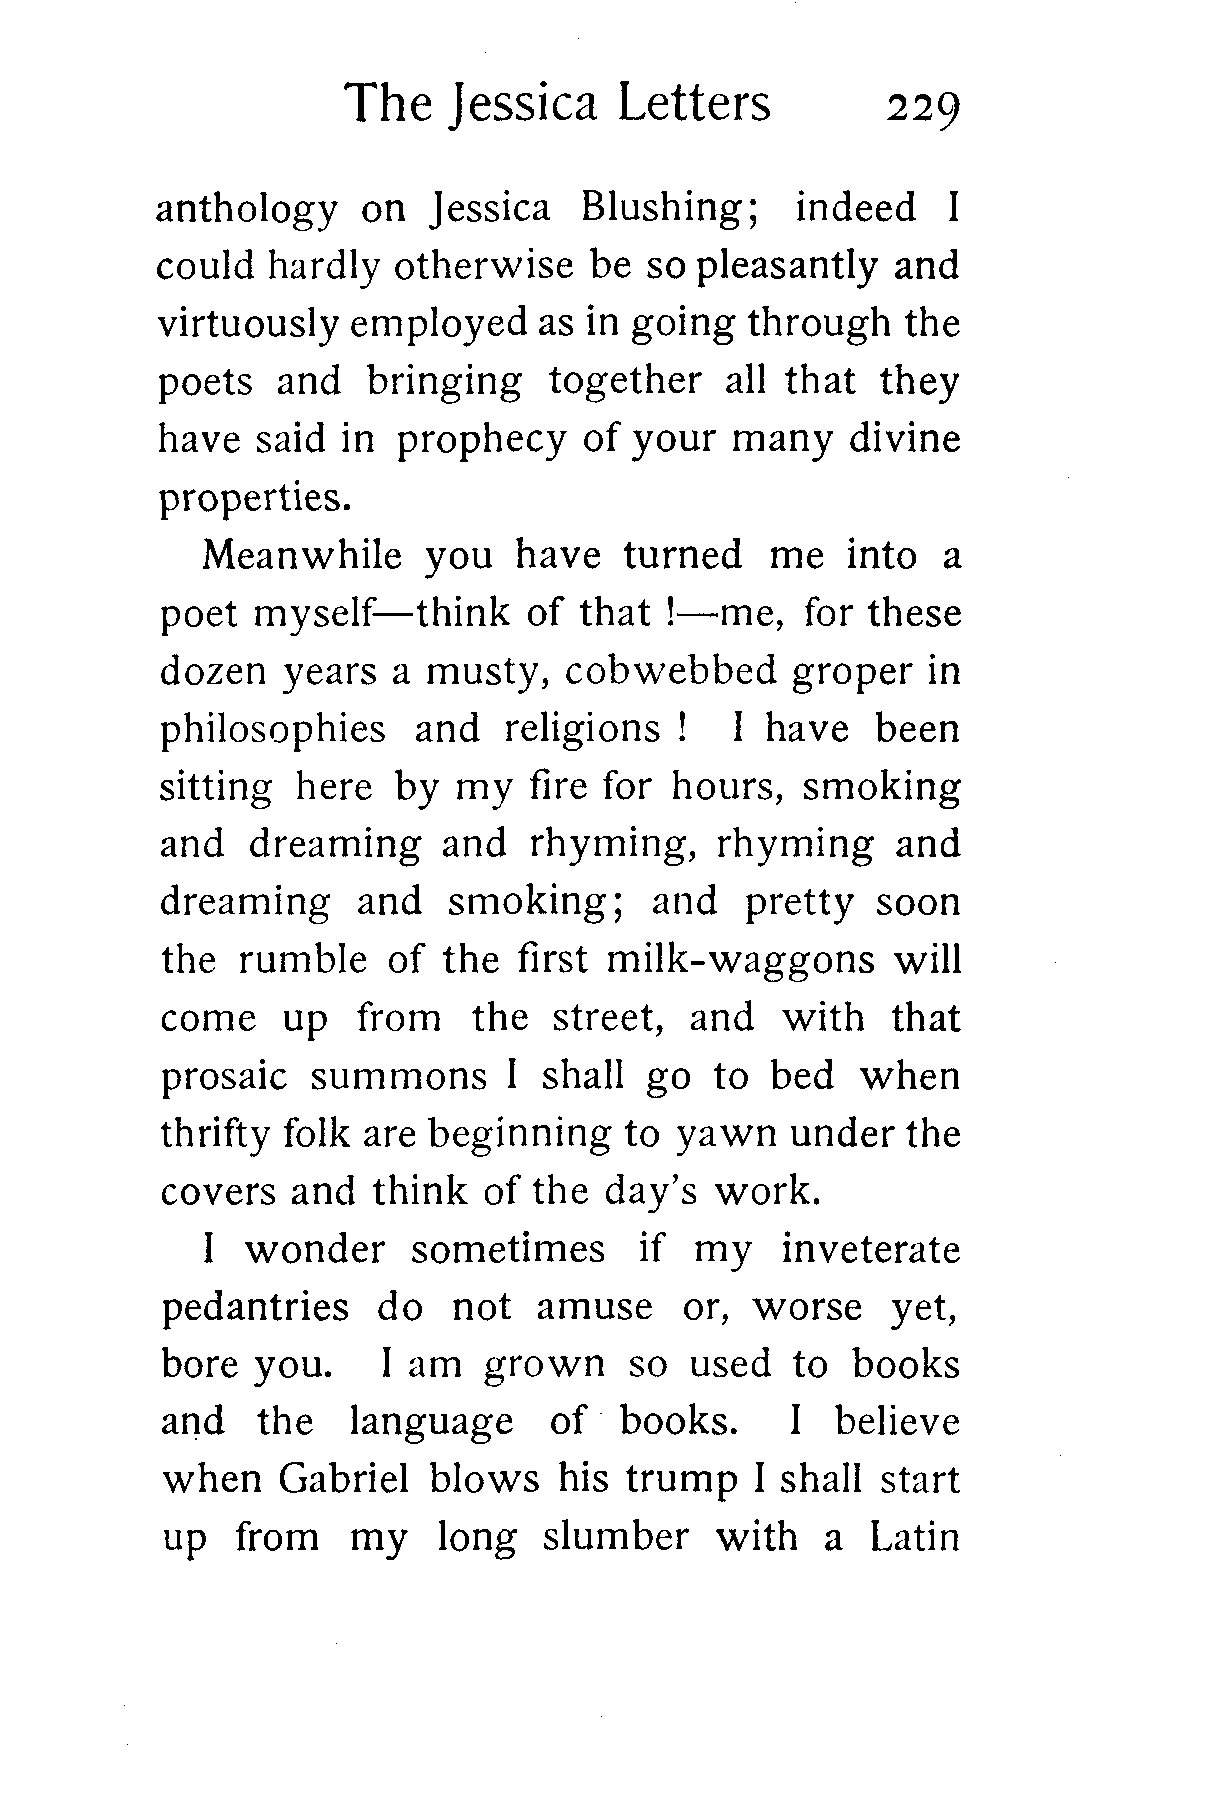 The Jessica Letters 229
anthology on Jessica Blushing; indeed I
could hardly otherwise be so pleasantly and
virtuously employed as in going through the
poets and bringing together all that they
have said in prophecy of your many divine
properties.
Meanwhile you have turned me into a
poet myself—think of that !—me, for these
dozen years a musty, cobwebbed groper in
philosophies and religions ! I have been
sitting here by my fire for hours, smoking
and dreaming and rhyming, rhyming and
dreaming and smoking; and pretty soon
the rumble of the first milk-waggons will
come up from the street, and with that
prosaic summons I shall go to bed when
thrifty folk are beginning to yawn under the
covers and think of the day's work.
I wonder sometimes if my inveterate
pedantries do not amuse or, worse yet,
bore you. I am grown so used to books
and the language of books. I believe
when Gabriel blows his trump I shall start
up from my long slumber with a Latin